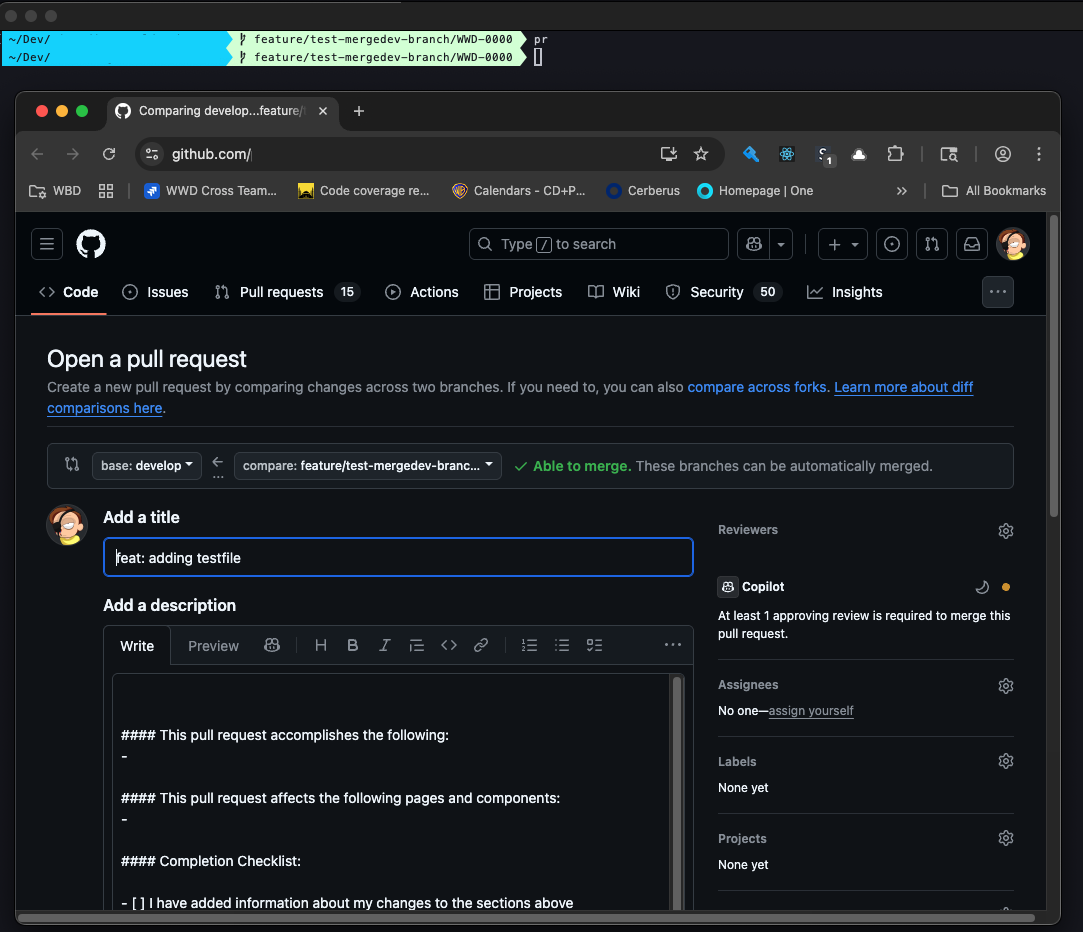 ~/Dev/ feature/test-mergedev-branch/WWD-0000 pr
~/Dev/ feature/test-mergedev-branch/WWD-0000
Comparing develop...feature/
github.com/
1
WBD WWD Cross Team... Code coverage re... Calendars - CD+P... Cerberus Homepage | One » All Bookmarks
Type / to search
Code Issues Pull requests 15 Actions Projects Wiki Security 50 Insights
Open a pull request
Create a new pull request by comparing changes across two branches. If you need to, you can also compare across forks. Learn more about diff
comparisons here.
base: develop compare: feature/test-mergedev-branc... Able to merge. These branches can be automatically merged.
Add a title
feat: adding testfile
Add a description
Write Preview H B I
#### This pull request accomplishes the following:
-
#### This pull request affects the following pages and components:
-
#### Completion Checklist:
- [ ] I have added information about my changes to the sections above
Reviewers
Copilot
At least 1 approving review is required to merge this
pull request.
Assignees
No one—assign yourself
Labels
None yet
Projects
None yet